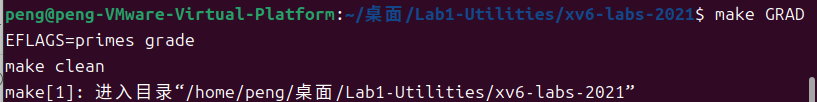 peng@peng-VMware-Virtual-Platform:~/桌面/Lab1-Utilities/xv6-labs-2021$ make GRAD
EFLAGS=primes grade
make clean
make[1]: 进入目录“/home/peng/桌面/Lab1-Utilities/xv6-labs-2021”